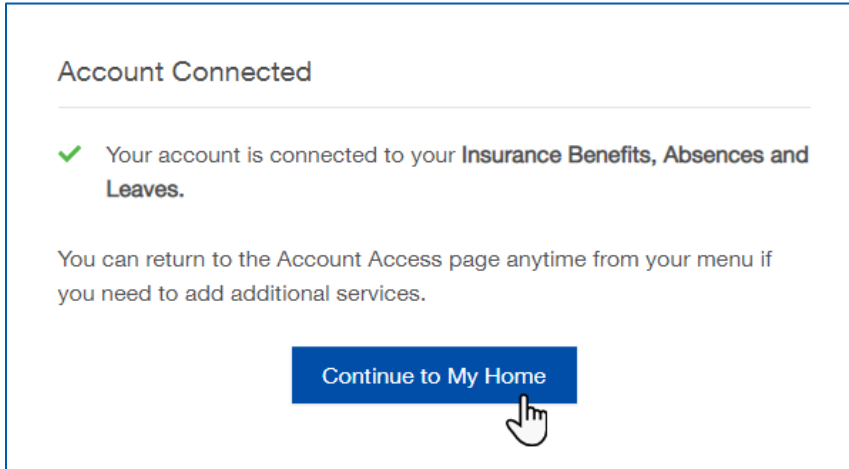 Account Connected
Your account is connected to your Insurance Benefits, Absences and
Leaves.
You can return to the Account Access page anytime from your menu if
you need to add additional services.
Continue to My Home